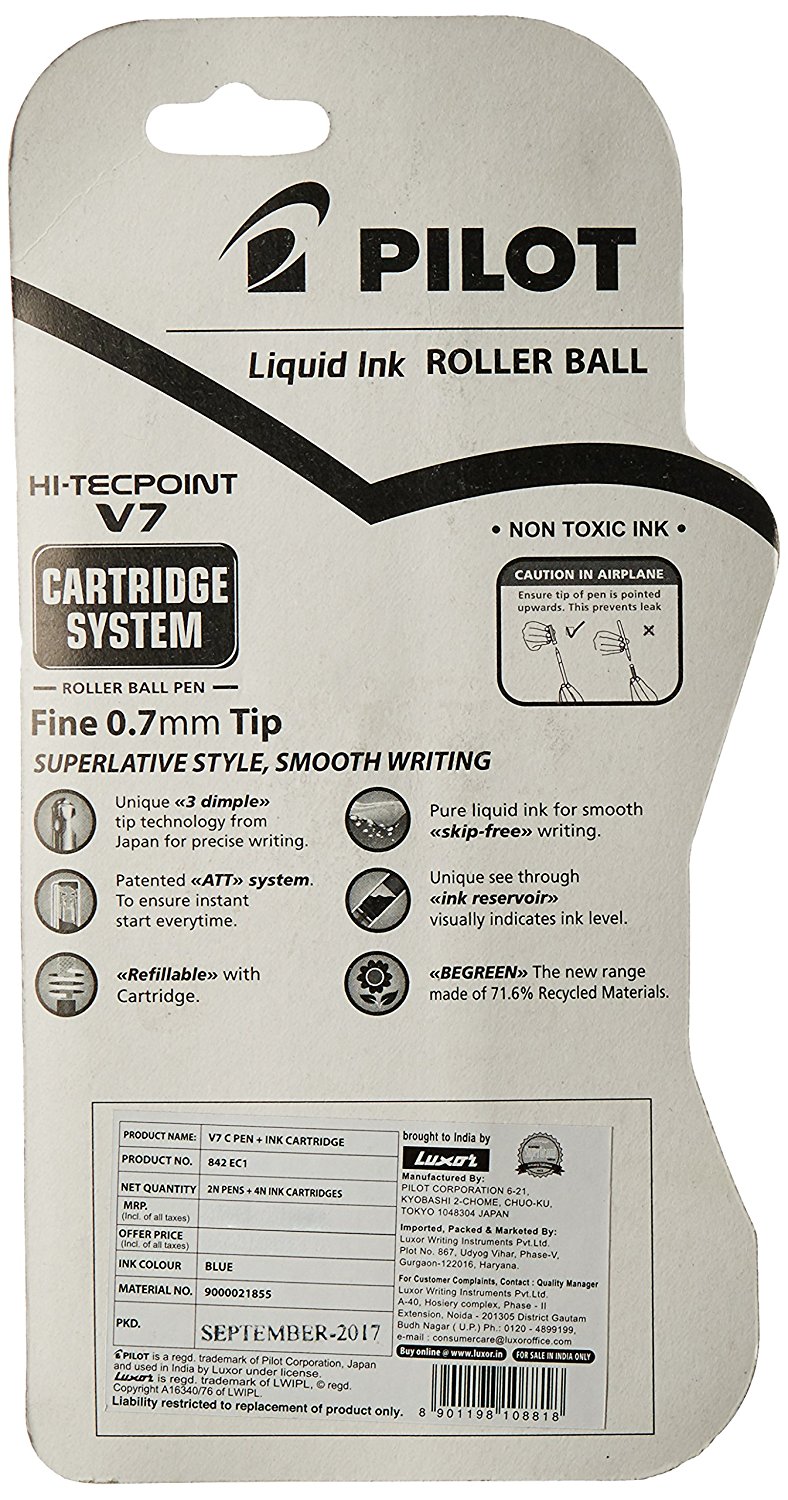 PILOT
Liquid Ink ROLLER BALL
HI-TECPOINT
V7
CARTRIDGE
SYSTEM
ROLLER BALL PEN
• NON TOXIC INK •
CAUTION IN AIRPLANE
Ensure tip of pen is pointed
upwards. This prevents leak
Fine 0.7mm Tip
SUPERLATIVE STYLE, SMOOTH WRITING
Unique «3 dimple»
tip technology from
Japan for precise writing.
Pure liquid ink for smooth
«skip-free» writing.
Patented «ATT» system.
To ensure instant
start everytime.
Unique see through
«ink reservoir»
visually indicates ink level.
«Refillable» with
Cartridge.
«BEGREEN» The new range
made of 71.6% Recycled Materials.
PRODUCT NAME: V7 C PEN + INK CARTRIDGE
PRODUCT NO. 842 EC1
NET QUANTITY 2N PENS + 4N INK CARTRIDGES
MRP.
(Incl. of all taxes)
OFFER PRICE
(Incl. of all taxes)
INK COLOUR BLUE
MATERIAL NO. 9000021855
PKD. SEPTEMBER-2017
brought to India by
Luxor
Manufactured By:
PILOT CORPORATION 6-21,
KYOBASHI 2-CHOME, CHUO-KU,
TOKYO 1048304 JAPAN
Imported, Packed & Marketed By:
Luxor Writing Instruments Pvt.Ltd.
Plot No. 867, Udyog Vihar, Phase-V,
Gurgaon-122016, Haryana.
For Customer Complaints, Contact : Quality Manager
Luxor Writing Instruments Pvt.Ltd.
A-40, Hosiery complex, Phase - II
Extension, Noida - 201305 District Gautam
Budh Nagar ( U.P.) Ph.: 0120 - 4899199,
e-mail : consumercare@luxoroffice.com
Buy online @ www.luxor.in FOR SALE IN INDIA ONLY
PILOT is a regd. trademark of Pilot Corporation, Japan
and used in India by Luxor under license.
Luxor is regd. trademark of LWIPL, © regd.
Copyright A16340/76 of LWIPL.
Liability restricted to replacement of product only.
8 901198 108818